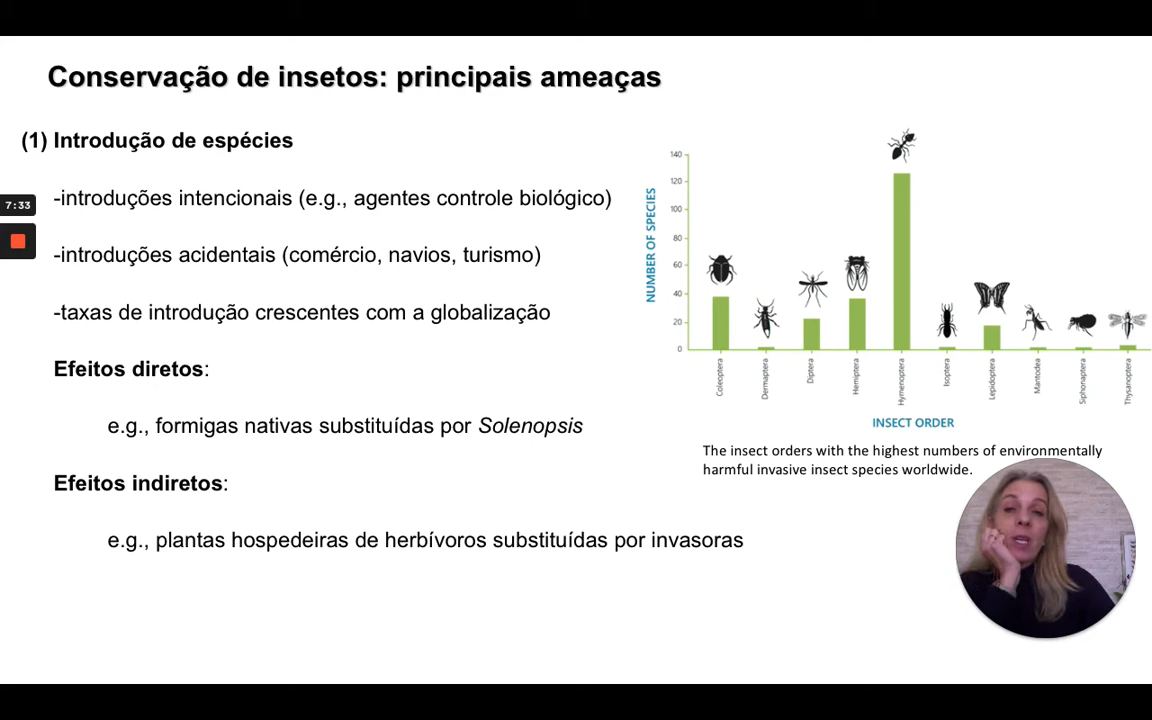 Conservação de insetos: principais ameaças
(1) Introdução de espécies
-introduções intencionais (e.g., agentes controle biológico)
-introduções acidentais (comércio, navios, turismo)
-taxas de introdução crescentes com a globalização
Efeitos diretos:
e.g., formigas nativas substituídas por Solenopsis
Efeitos indiretos:
e.g., plantas hospedeiras de herbívoros substituídas por invasoras
7:33
NUMBER OF SPECIES
140
120
100
80
60
40
20
0
Coleoptera
Dermaptera
Diptera
Hemiptera
Hymenoptera
Isoptera
Lepidoptera
Mantodea
Siphonaptera
Thysanoptera
INSECT ORDER
The insect orders with the highest numbers of environmentally
harmful invasive insect species worldwide.